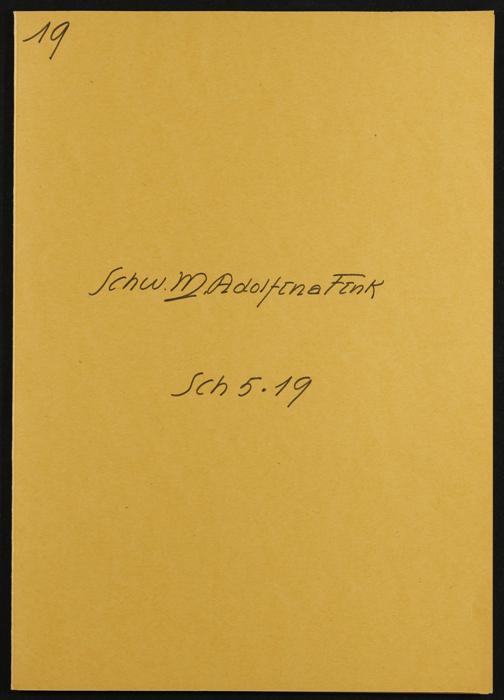 19
Schw. M. Adolfina Fink
Sch 5.19